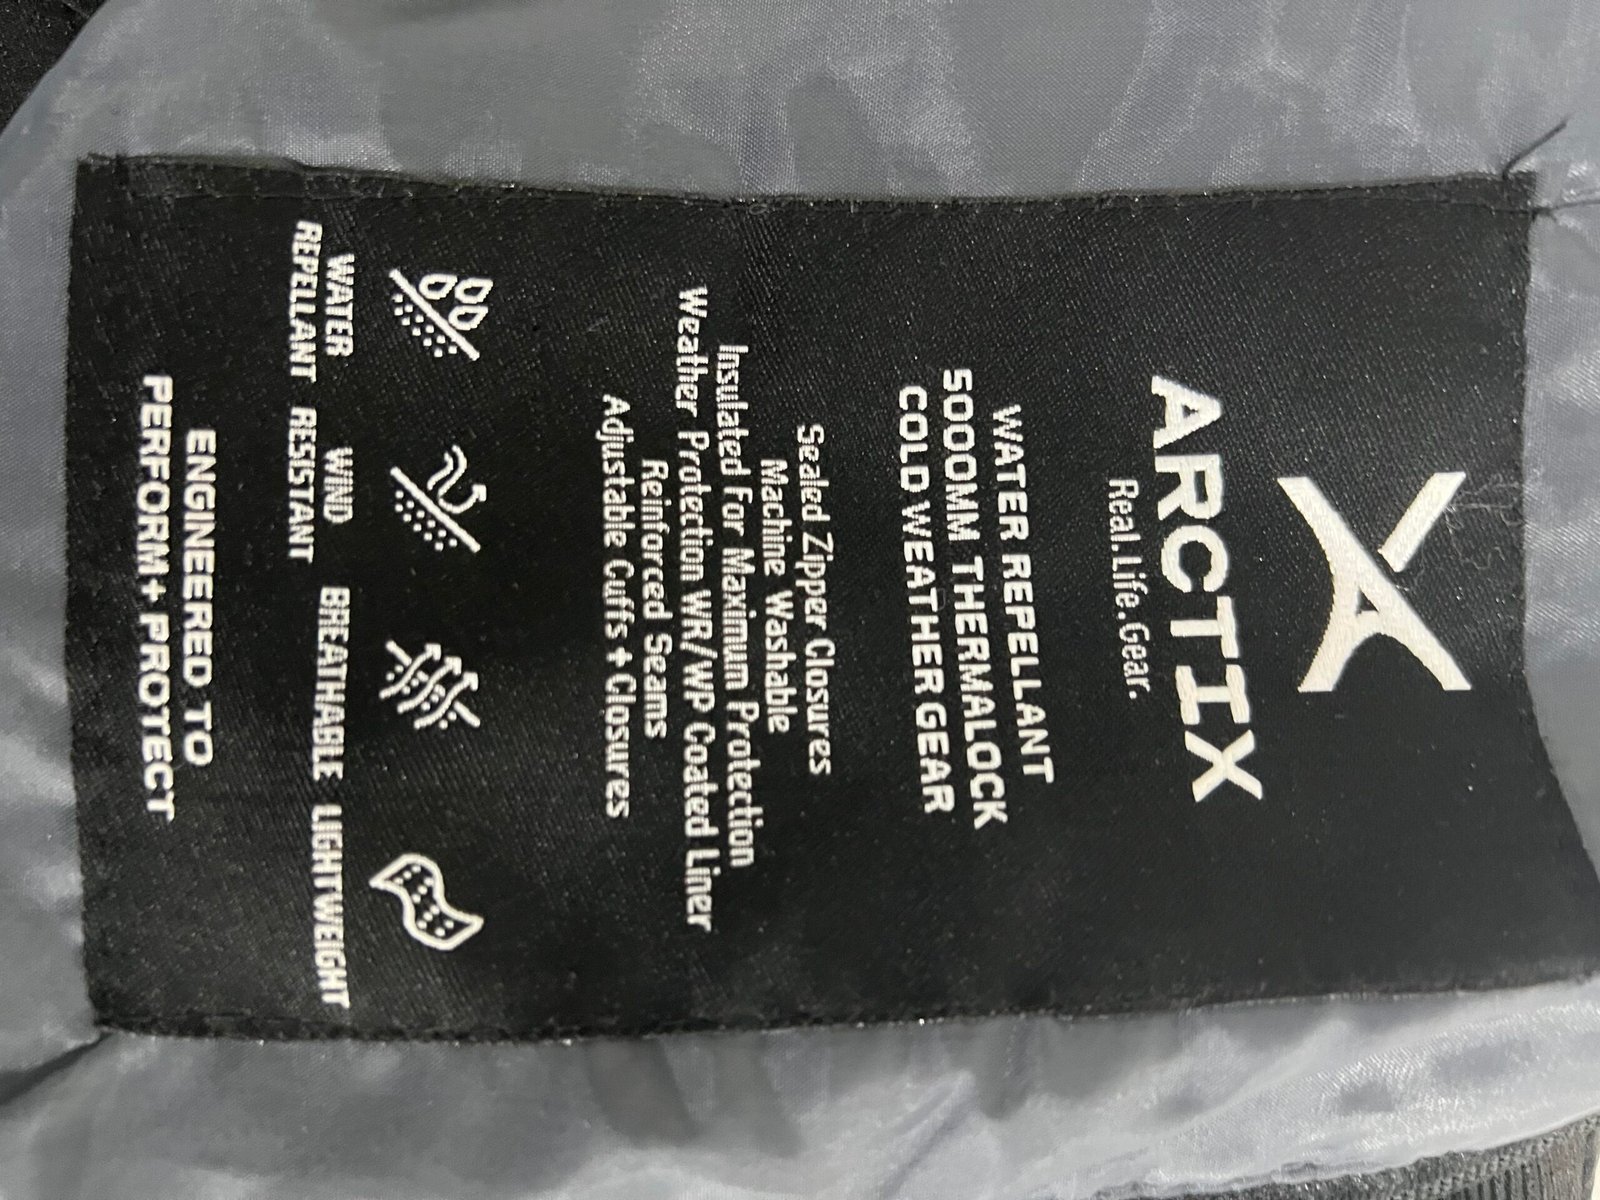 ARCTIX
Real.Life.Gear.
WATER REPELLANT
5000MM THERMALOCK
COLD WEATHER GEAR
Sealed Zipper Closures
Machine Washable
Insulated For Maximum Protection
Weather Protection WR/WP Coated Liner
Reinforced Seams
Adjustable Cuffs + Closures
WATER
REPELLANT
WIND
RESISTANT
BREATHABLE
LIGHTWEIGHT
ENGINEERED TO
PERFORM + PROTECT